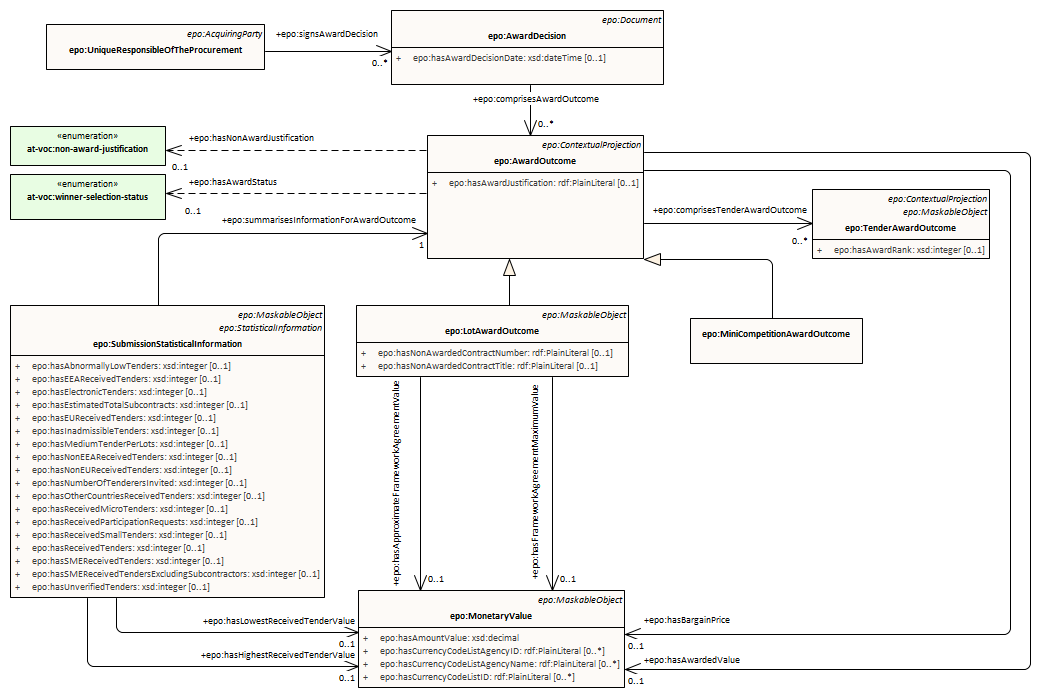 epo:AcquiringParty
epo:UniqueResponsibleOfTheProcurement
+epo:signsAwardDecision
0..*
epo:Document
epo:AwardDecision
+ epo:hasAwardDecisionDate: xsd:dateTime [0..1]
+epo:comprisesAwardOutcome
0..*
«enumeration»
at-voc:non-award-justification
+epo:hasNonAwardJustification
0..1
«enumeration»
at-voc:winner-selection-status
+epo:hasAwardStatus
0..1
epo:ContextualProjection
epo:AwardOutcome
+ epo:hasAwardJustification: rdf:PlainLiteral [0..1]
+epo:summarisesInformationForAwardOutcome
1
+epo:comprisesTenderAwardOutcome
0..*
epo:ContextualProjection
epo:MaskableObject
epo:TenderAwardOutcome
+ epo:hasAwardRank: xsd:integer [0..1]
epo:MaskableObject
epo:StatisticalInformation
epo:SubmissionStatisticalInformation
+ epo:hasAbnormallyLowTenders: xsd:integer [0..1]
+ epo:hasEEAReceivedTenders: xsd:integer [0..1]
+ epo:hasElectronicTenders: xsd:integer [0..1]
+ epo:hasEstimatedTotalSubcontracts: xsd:integer [0..1]
+ epo:hasEUReceivedTenders: xsd:integer [0..1]
+ epo:hasInadmissibleTenders: xsd:integer [0..1]
+ epo:hasMediumTenderPerLots: xsd:integer [0..1]
+ epo:hasNonEEAReceivedTenders: xsd:integer [0..1]
+ epo:hasNonEUReceivedTenders: xsd:integer [0..1]
+ epo:hasNumberOfTenderersInvited: xsd:integer [0..1]
+ epo:hasOtherCountriesReceivedTenders: xsd:integer [0..1]
+ epo:hasReceivedMicroTenders: xsd:integer [0..1]
+ epo:hasReceivedParticipationRequests: xsd:integer [0..1]
+ epo:hasReceivedSmallTenders: xsd:integer [0..1]
+ epo:hasReceivedTenders: xsd:integer [0..1]
+ epo:hasSMEReceivedTenders: xsd:integer [0..1]
+ epo:hasSMEReceivedTendersExcludingSubcontractors: xsd:integer [0..1]
+ epo:hasUnverifiedTenders: xsd:integer [0..1]
epo:MaskableObject
epo:LotAwardOutcome
+ epo:hasNonAwardedContractNumber: rdf:PlainLiteral [0..1]
+ epo:hasNonAwardedContractTitle: rdf:PlainLiteral [0..1]
epo:MiniCompetitionAwardOutcome
+epo:hasApproximateFrameworkAgreementValue
0..1
+epo:hasFrameworkAgreementMaximumValue
0..1
+epo:hasLowestReceivedTenderValue
0..1
+epo:hasHighestReceivedTenderValue
0..1
epo:MaskableObject
epo:MonetaryValue
+ epo:hasAmountValue: xsd:decimal
+ epo:hasCurrencyCodeListAgencyID: rdf:PlainLiteral [0..*]
+ epo:hasCurrencyCodeListAgencyName: rdf:PlainLiteral [0..*]
+ epo:hasCurrencyCodeListID: rdf:PlainLiteral [0..*]
+epo:hasBargainPrice
0..1
+epo:hasAwardedValue
0..1